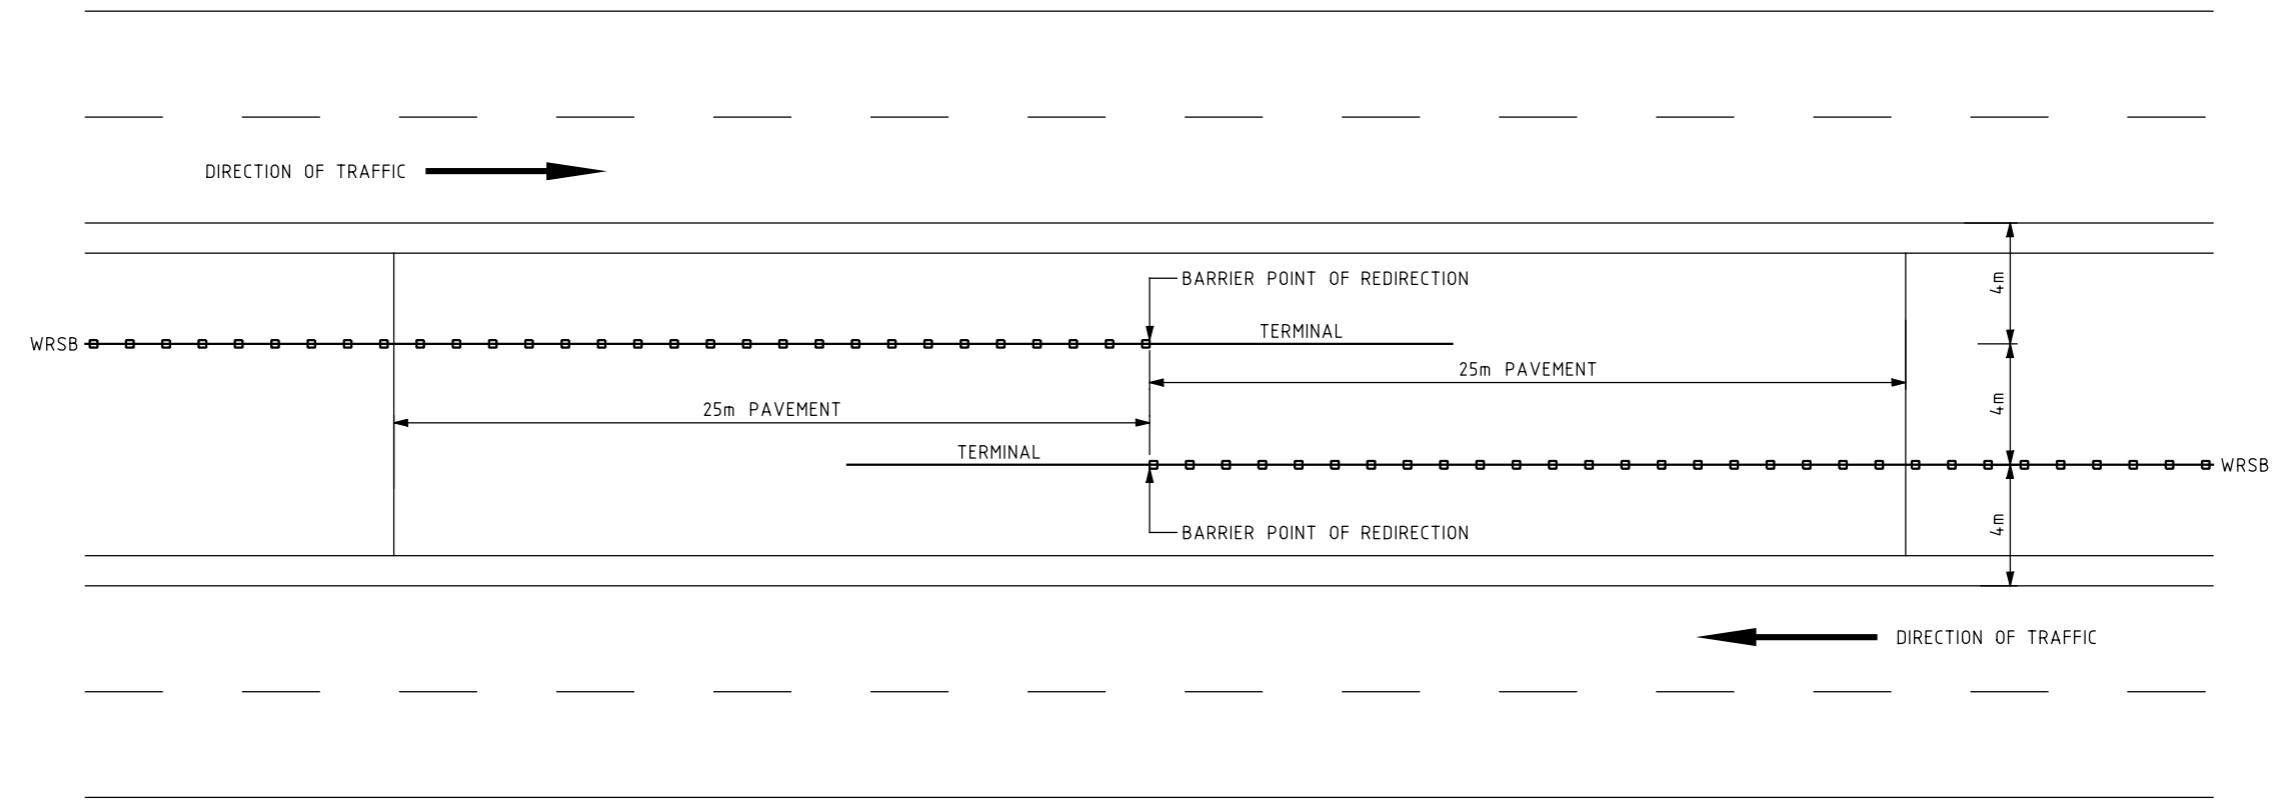 DIRECTION OF TRAFFIC
BARRIER POINT OF REDIRECTION
4m
WRSB
TERMINAL
25m PAVEMENT
4m
25m PAVEMENT
TERMINAL
WRSB
4m
BARRIER POINT OF REDIRECTION
DIRECTION OF TRAFFIC